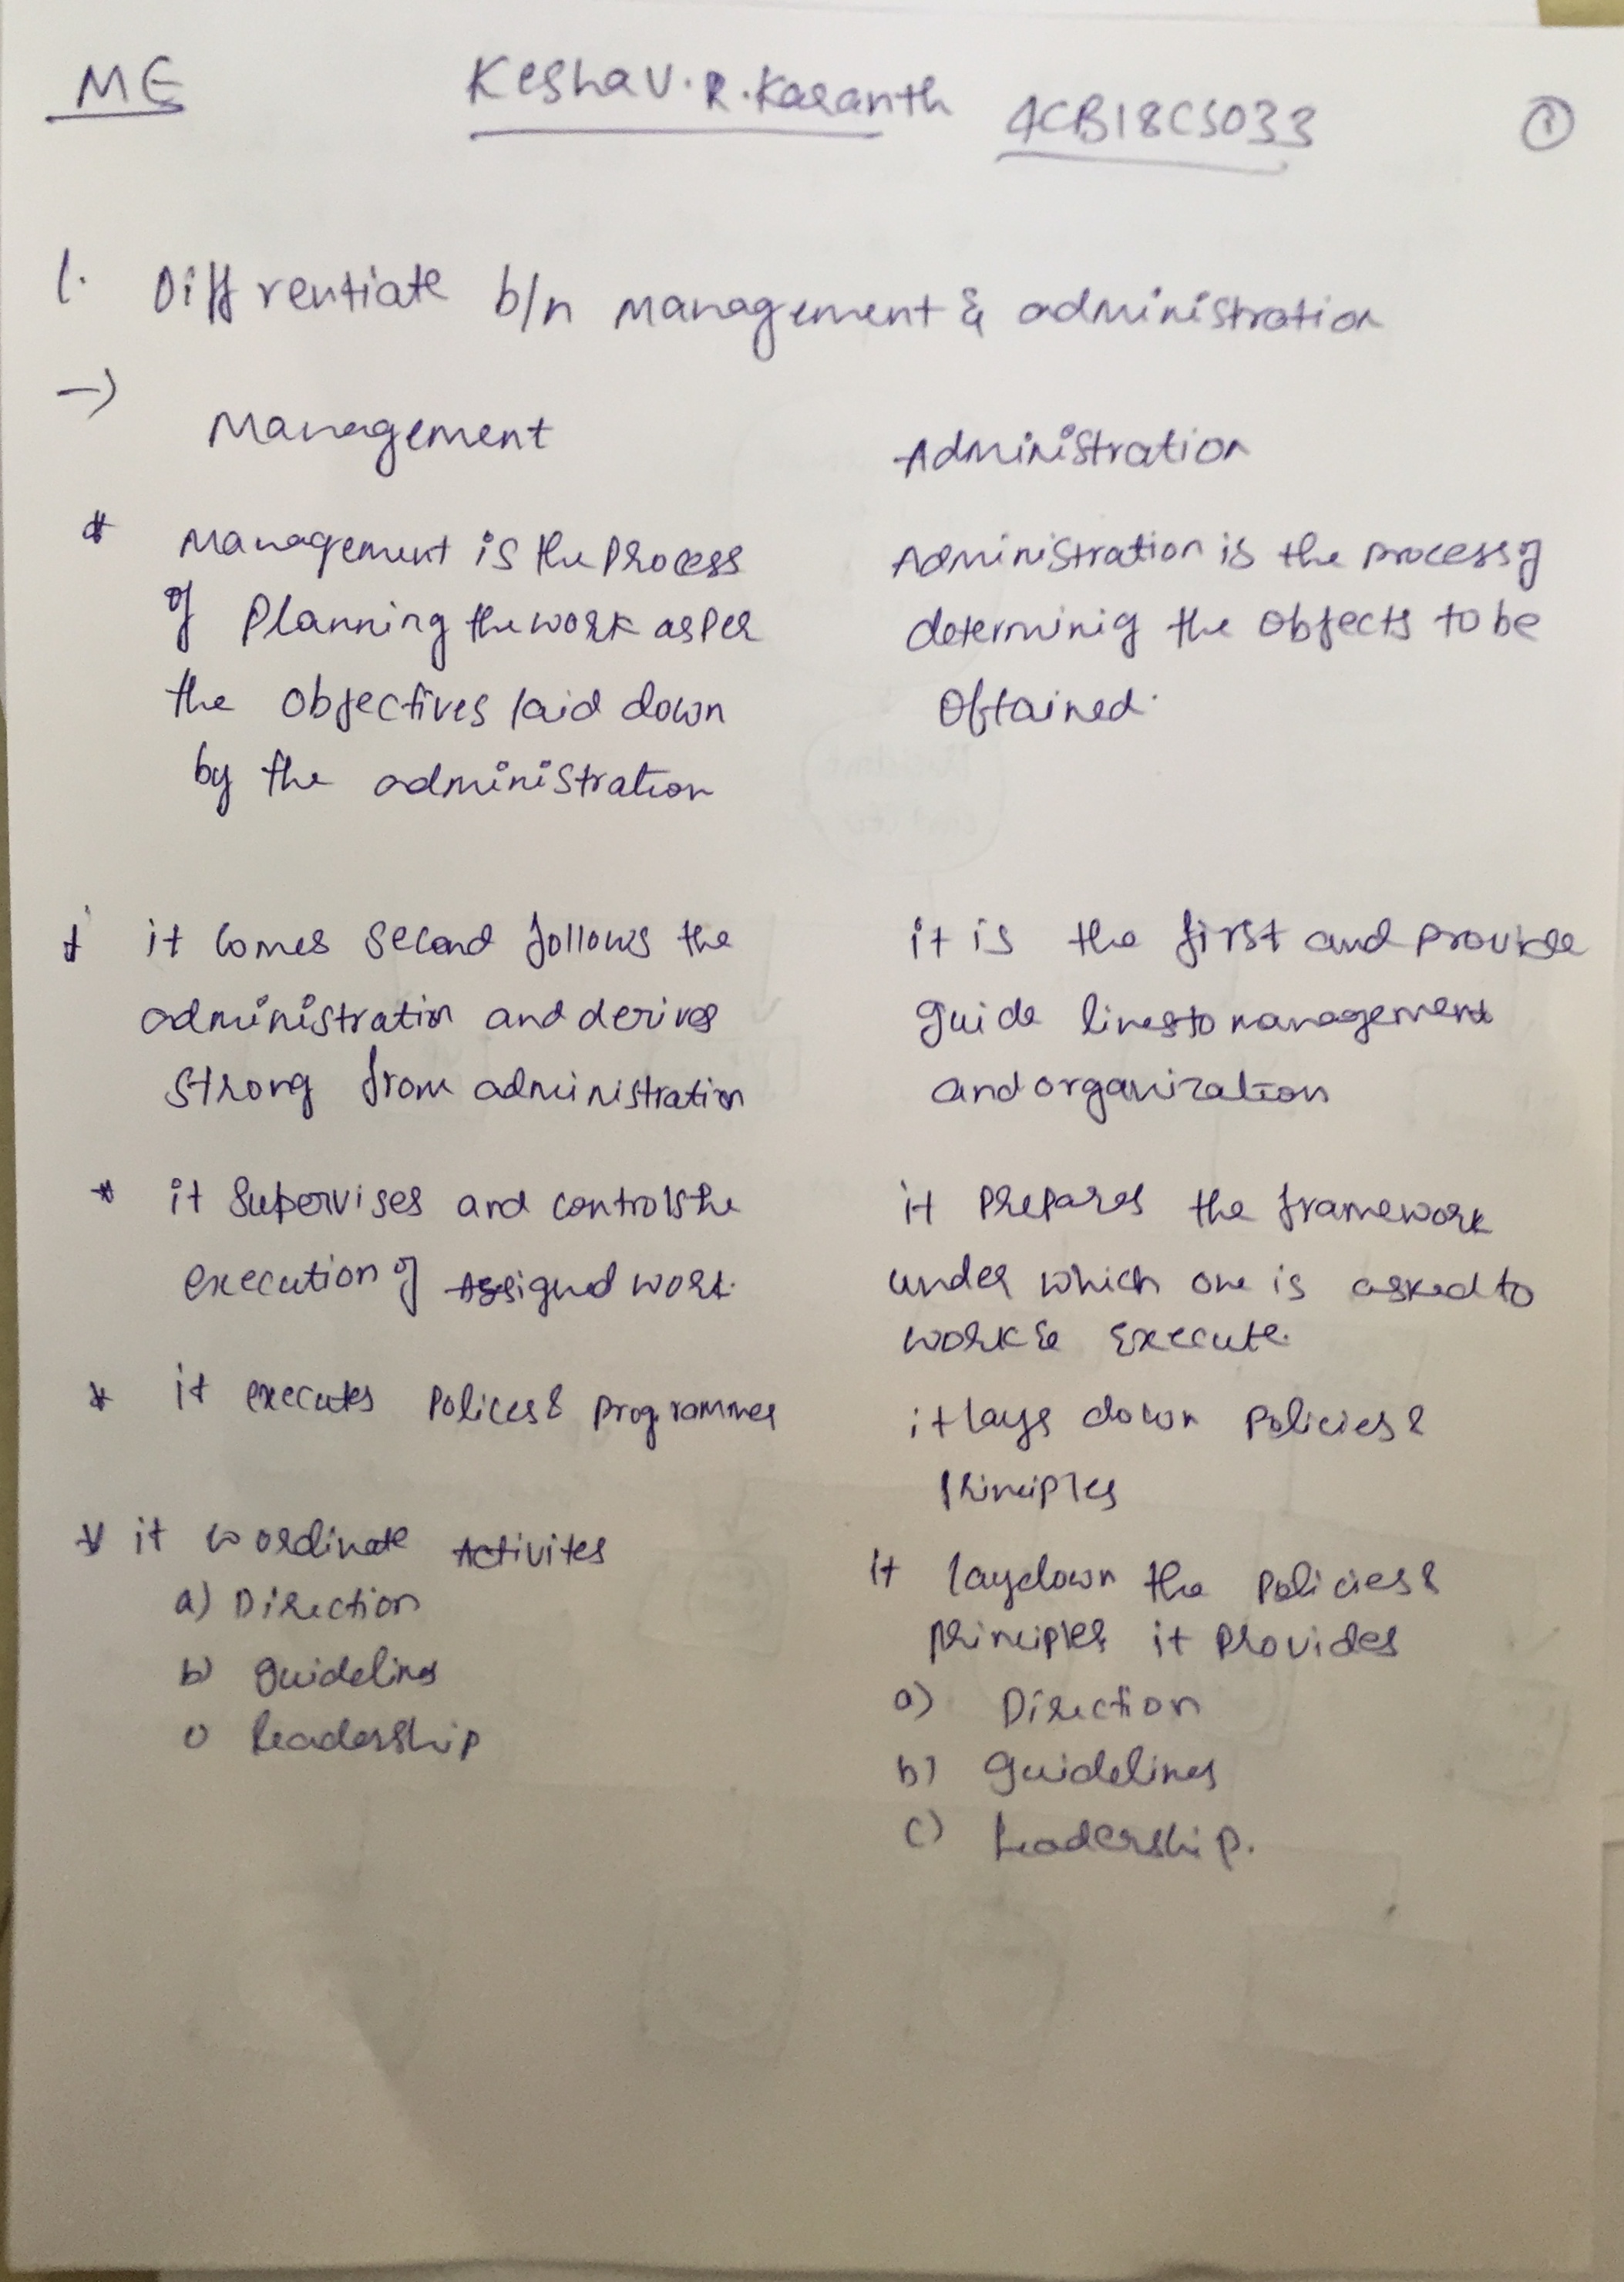 ME
Keshav.R.Karanth
4CB18CS033
1
1. Diffrentiate b/n management & administration
→
Management
* Management is the process
of planning the work as per
the objectives laid down
by the administration
* it comes second follows the
administration and derives
strong from administration
* it supervises and controls the
execution of Assigned work.
* it executes polices & programmes
* it coordinate Activites
a) Direction
b) guidelines
c) leadership
Administration
Administration is the process of
determinig the objects to be
obtained.
it is the first and provide
guide lines to management
and organization
it prepares the framework
under which one is asked to
work & Execute.
it lays down policies &
principles
It laydown the policies &
principles it provides
a) Direction
b) guidelines
c) Leadership.